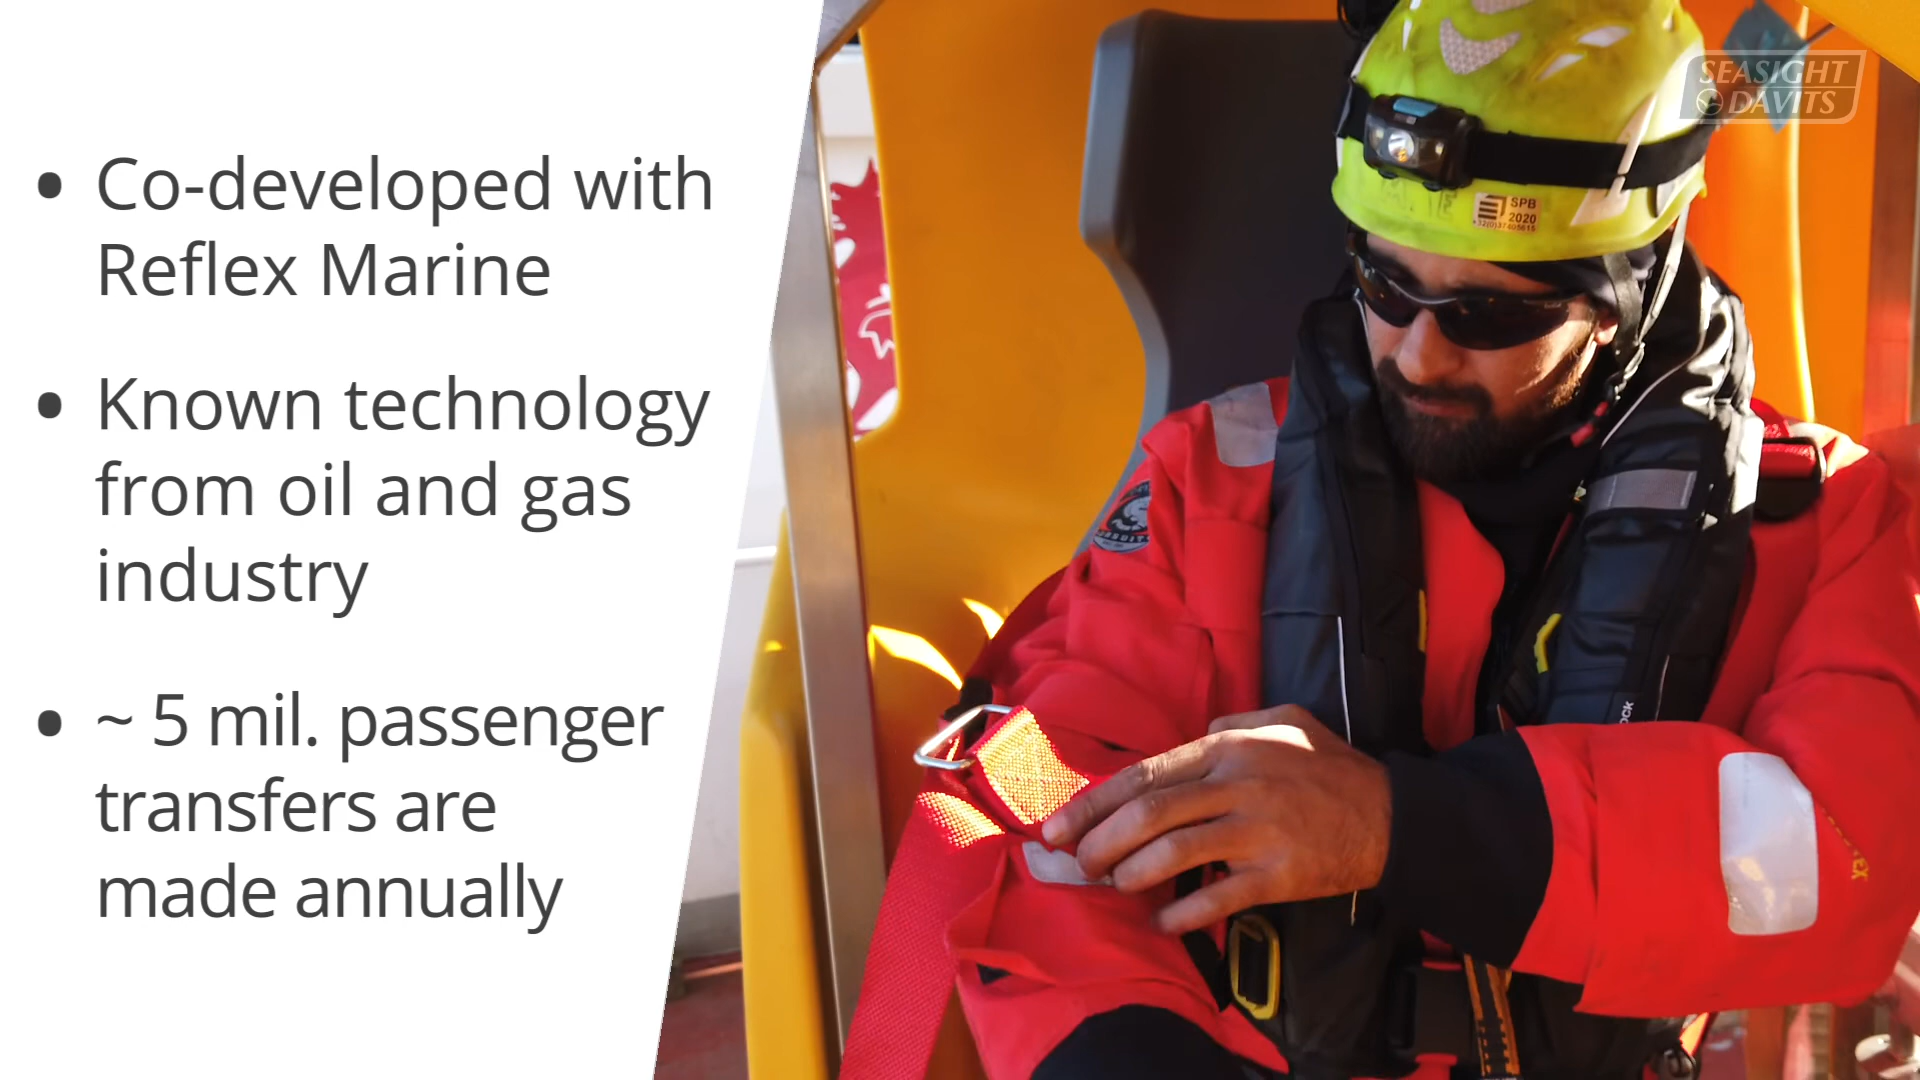 • Co-developed with
Reflex Marine
• Known technology
from oil and gas
industry
• ~ 5 mil. passenger
transfers are
made annually
SEASIGHT
DAVITS
SPB
2020